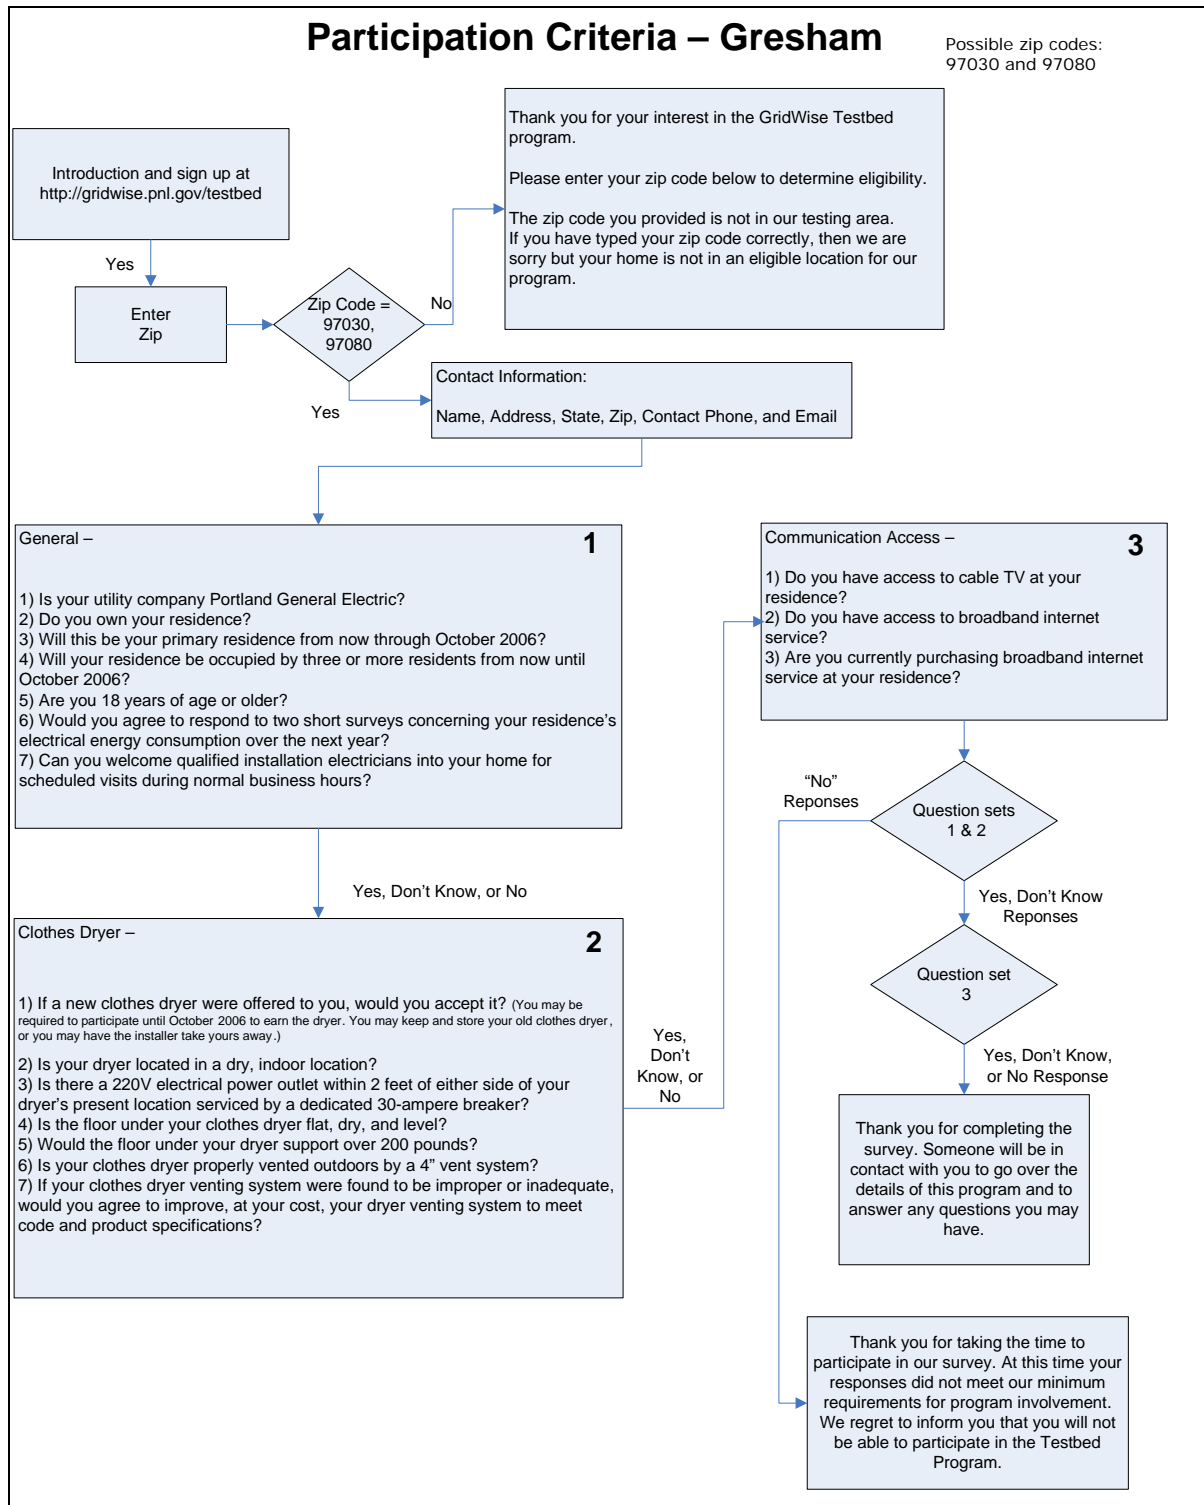 Participation Criteria – Gresham
Possible zip codes:
97030 and 97080
Introduction and sign up at
http://gridwise.pnl.gov/testbed
Yes
Enter
Zip
Zip Code =
97030,
97080
No
Thank you for your interest in the GridWise Testbed
program.
Please enter your zip code below to determine eligibility.
The zip code you provided is not in our testing area.
If you have typed your zip code correctly, then we are
sorry but your home is not in an eligible location for our
program.
Yes
Contact Information:
Name, Address, State, Zip, Contact Phone, and Email
General –
1
1) Is your utility company Portland General Electric?
2) Do you own your residence?
3) Will this be your primary residence from now through October 2006?
4) Will your residence be occupied by three or more residents from now until
October 2006?
5) Are you 18 years of age or older?
6) Would you agree to respond to two short surveys concerning your residence's
electrical energy consumption over the next year?
7) Can you welcome qualified installation electricians into your home for
scheduled visits during normal business hours?
Yes, Don't Know, or No
Clothes Dryer –
2
1) If a new clothes dryer were offered to you, would you accept it? (You may be
required to participate until October 2006 to earn the dryer. You may keep and store your old clothes dryer,
or you may have the installer take yours away.)
2) Is your dryer located in a dry, indoor location?
3) Is there a 220V electrical power outlet within 2 feet of either side of your
dryer's present location serviced by a dedicated 30-ampere breaker?
4) Is the floor under your clothes dryer flat, dry, and level?
5) Would the floor under your dryer support over 200 pounds?
6) Is your clothes dryer properly vented outdoors by a 4" vent system?
7) If your clothes dryer venting system were found to be improper or inadequate,
would you agree to improve, at your cost, your dryer venting system to meet
code and product specifications?
Yes,
Don't
Know, or
No
Communication Access –
3
1) Do you have access to cable TV at your
residence?
2) Do you have access to broadband internet
service?
3) Are you currently purchasing broadband internet
service at your residence?
"No"
Reponses
Question sets
1 & 2
Yes, Don't Know
Reponses
Question set
3
Yes, Don't Know,
or No Response
Thank you for completing the
survey. Someone will be in
contact with you to go over the
details of this program and to
answer any questions you may
have.
Thank you for taking the time to
participate in our survey. At this time your
responses did not meet our minimum
requirements for program involvement.
We regret to inform you that you will not
be able to participate in the Testbed
Program.